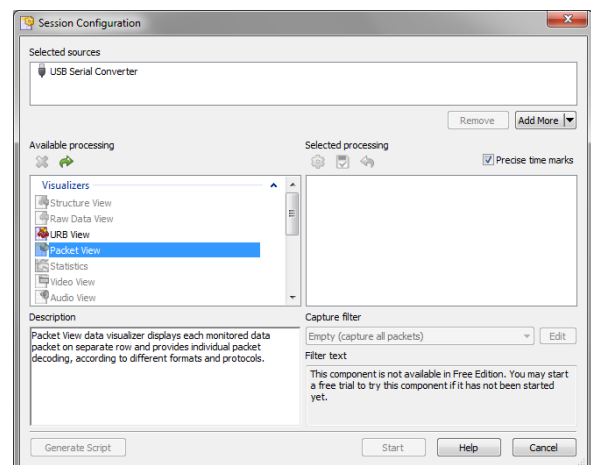 Session Configuration
Selected sources
USB Serial Converter
Remove
Add More
Available processing
Selected processing
Precise time marks
Visualizers
Structure View
Raw Data View
URB View
Packet View
Statistics
Video View
Audio View
Description
Packet View data visualizer displays each monitored data
packet on separate row and provides individual packet
decoding, according to different formats and protocols.
Capture filter
Empty (capture all packets)
Edit
Filter text
This component is not available in Free Edition. You may start
a free trial to try this component if it has not been started
yet.
Generate Script
Start
Help
Cancel